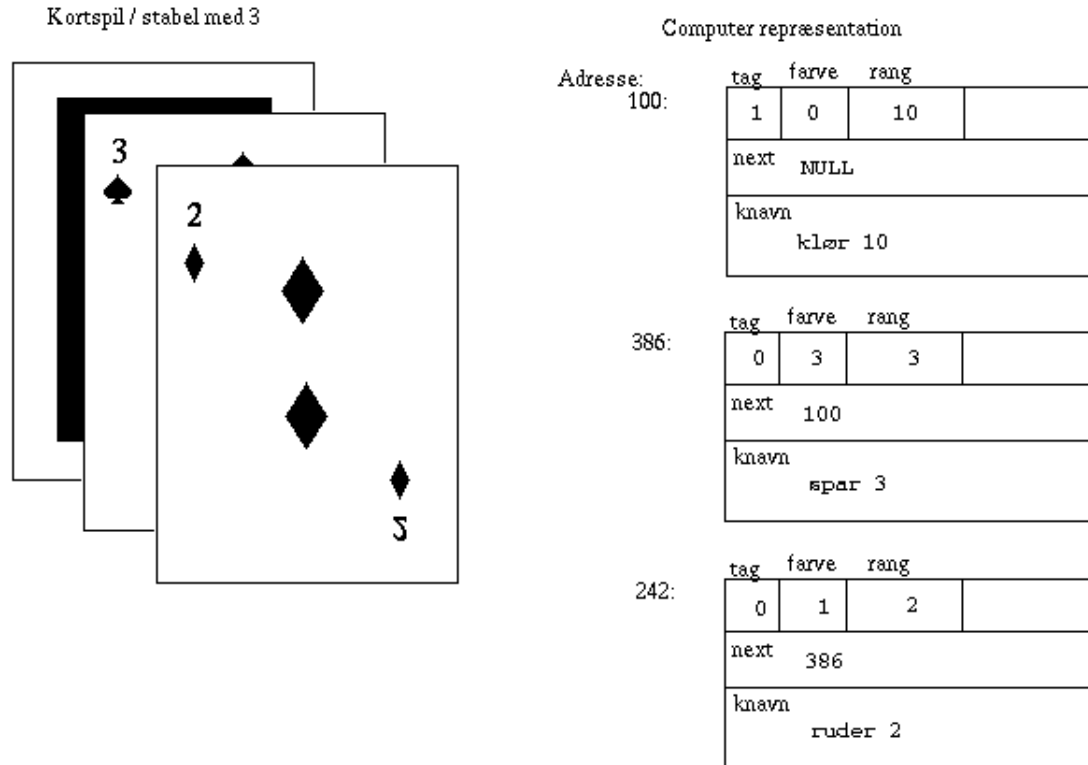 Kortspil / stabel med 3
3
2
2
Computer repræsentation
Adresse:
100:
tag farve rang
1 0 10
next NULL
knavn
klør 10
386:
tag farve rang
0 3 3
next 100
knavn
spar 3
242:
tag farve rang
0 1 2
next 386
knavn
ruder 2